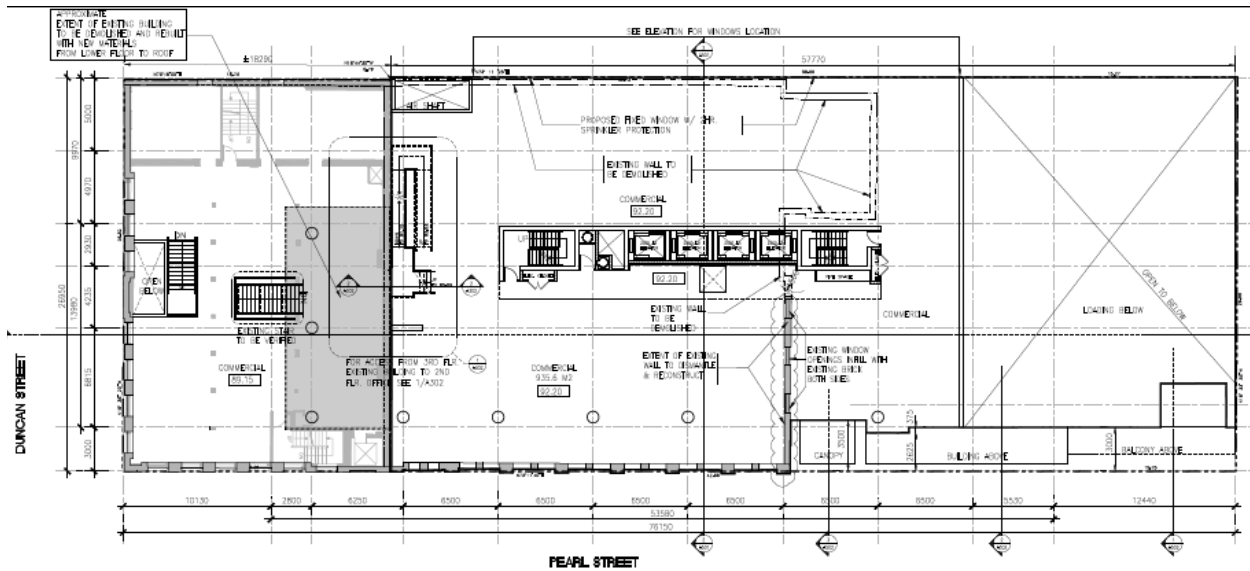 APPROXIMATE
EXTENT OF EXISTING BUILDING
TO BE DEMOLISHED AND REBUILT
WITH NEW MATERIALS
FROM LOWER FLOOR TO ROOF
SEE ELEVATION FOR WINDOWS LOCATION
±18290
57770
AIR SHAFT
PROPOSED FIXED WINDOW W/ 2HR.
SPRINKLER PROTECTION
EXISTING WALL TO
BE DEMOLISHED
COMMERCIAL
92.20
5000
9970
4970
2930
4235
26950
13980
6815
3000
UP
DN
OPEN
BELOW
92.20
EXISTING WALL
TO BE
DEMOLISHED
COMMERCIAL
OPEN TO BELOW
LOADING BELOW
EXISTING STAIR
TO BE VERIFIED
COMMERCIAL
89.15
FOR ACCESS FROM 3RD FLR.
EXISTING BUILDING TO 2ND
FLR. OFFICE SEE 1/A302
COMMERCIAL
935.6 M2
92.20
EXTENT OF EXISTING
WALL TO DISMANTLE
& RECONSTRUCT
EXISTING WINDOW
OPENINGS INFILL WITH
EXISTING BRICK
BOTH SIDES
DUNCAN STREET
CANOPY
BUILDING ABOVE
BALCONY ABOVE
2625
575
3000
10130
2800
6250
6500
6500
6500
6500
6500
6500
5530
12440
53580
76150
PEARL STREET